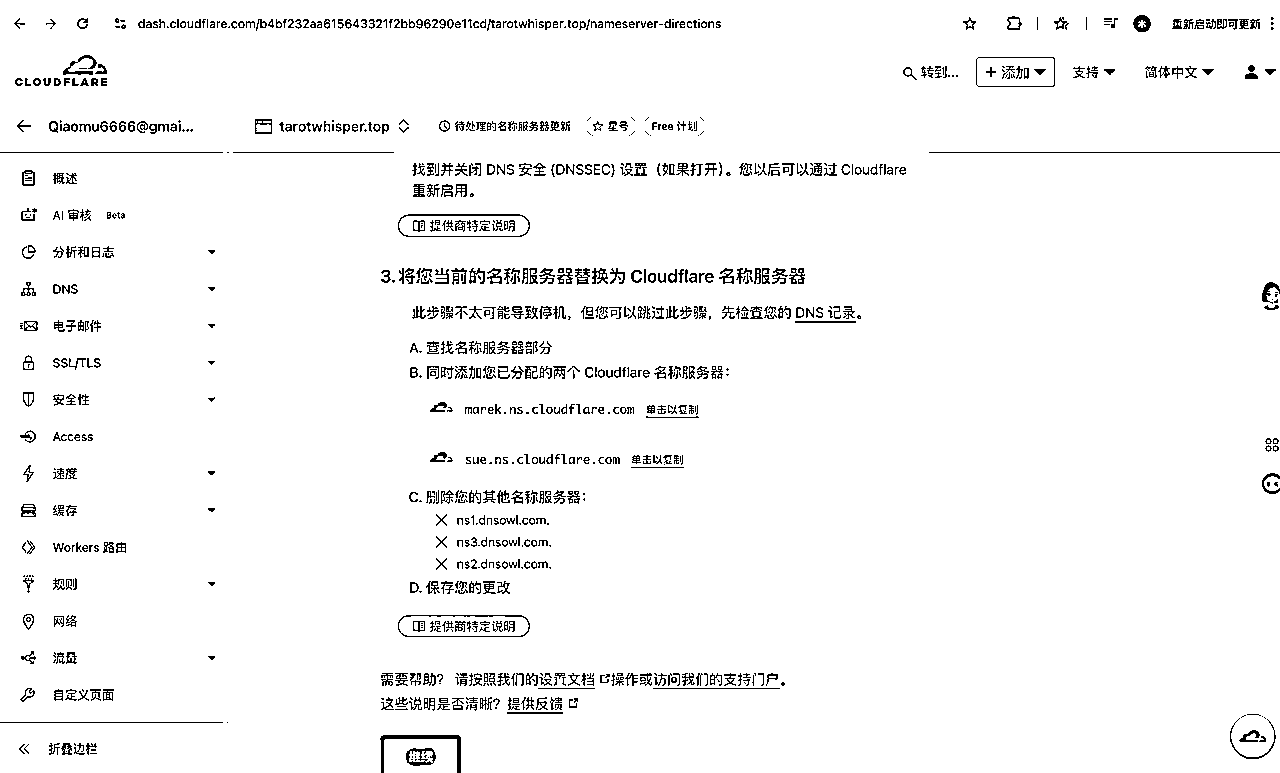 dash.cloudflare.com/b4bf232aa615643321f2bb96290e11cd/tarotwhisper.top/nameserver-directions
重新启动即可更新
CLOUDFLARE
转到...
+ 添加
支持
简体中文
Qiaomu6666@gmai...
tarotwhisper.top
待处理的名称服务器更新
星号
Free 计划
概述
AI 审核 Beta
分析和日志
DNS
电子邮件
SSL/TLS
安全性
Access
速度
缓存
Workers 路由
规则
网络
流量
自定义页面
折叠边栏
找到并关闭 DNS 安全 (DNSSEC) 设置（如果打开）。您以后可以通过 Cloudflare
重新启用。
提供商特定说明
3. 将您当前的名称服务器替换为 Cloudflare 名称服务器
此步骤不太可能导致停机，但您可以跳过此步骤，先检查您的 DNS 记录。
A. 查找名称服务器部分
B. 同时添加您已分配的两个 Cloudflare 名称服务器：
marek.ns.cloudflare.com 单击以复制
sue.ns.cloudflare.com 单击以复制
C. 删除您的其他名称服务器：
ns1.dnsowl.com.
ns3.dnsowl.com.
ns2.dnsowl.com.
D. 保存您的更改
提供商特定说明
需要帮助？ 请按照我们的设置文档操作或访问我们的支持门户。
这些说明是否清晰？ 提供反馈
继续